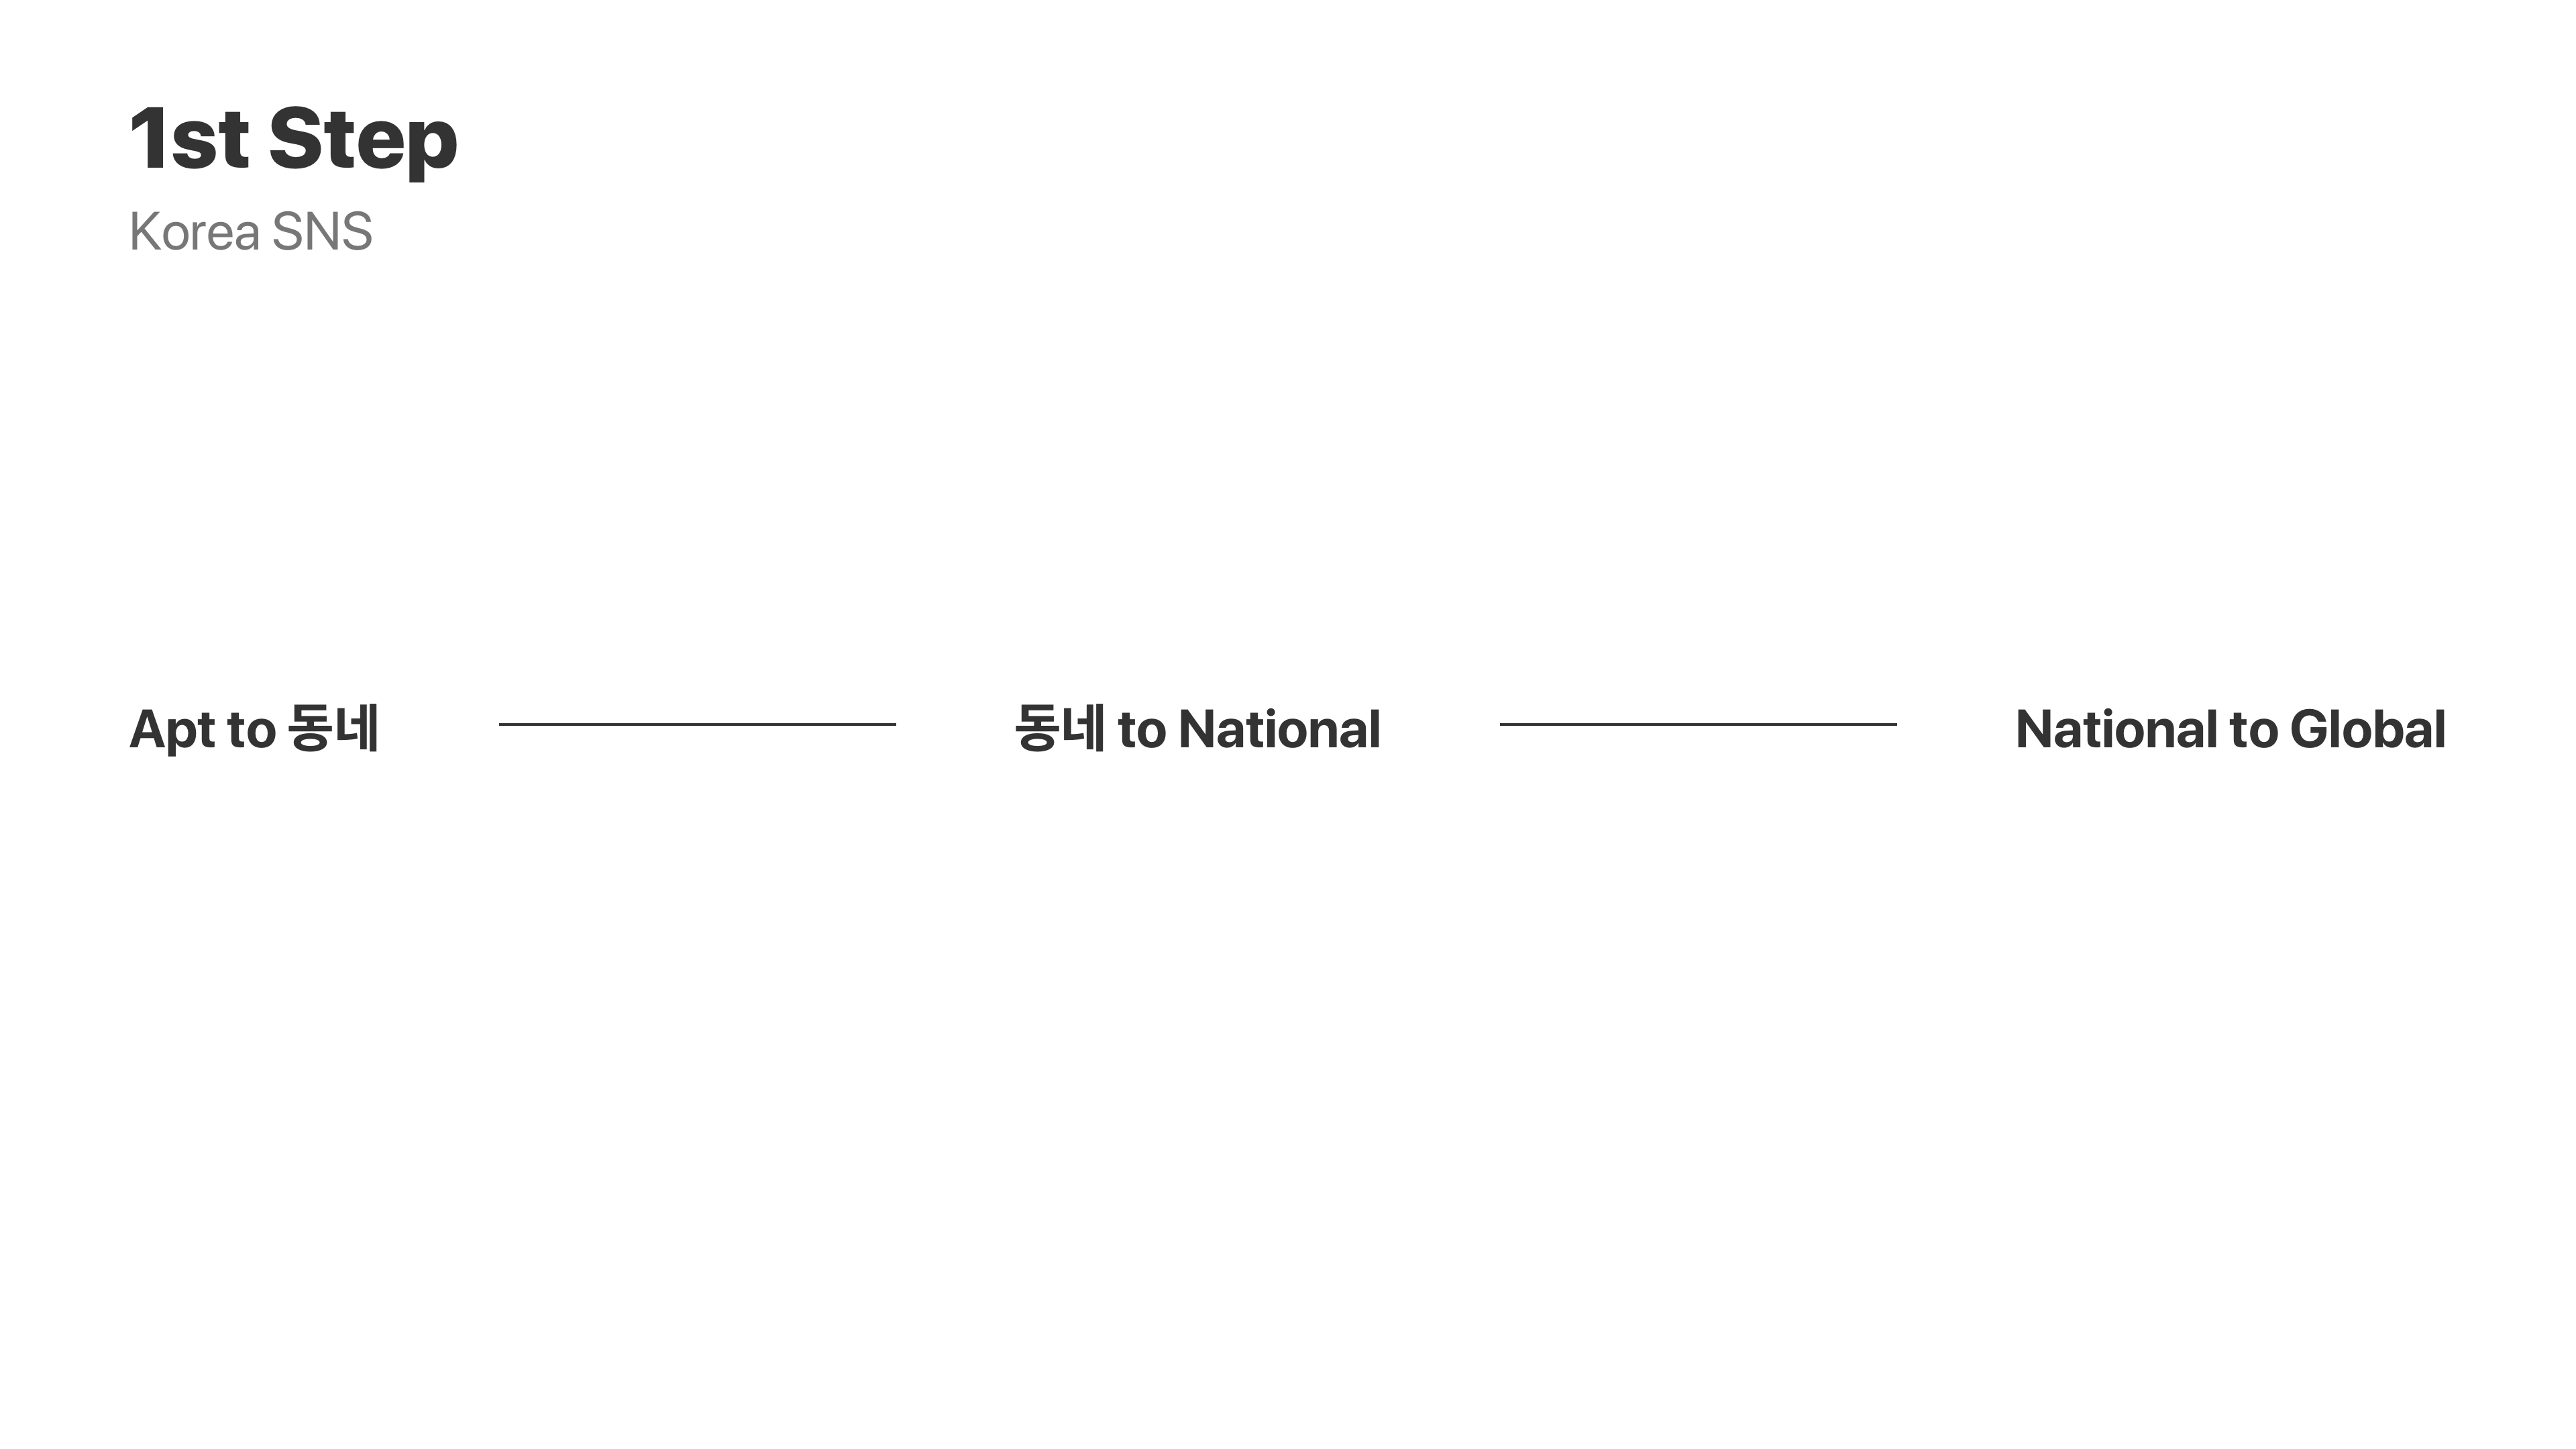 1st Step
Korea SNS
Apt to 동네
동네 to National
National to Global